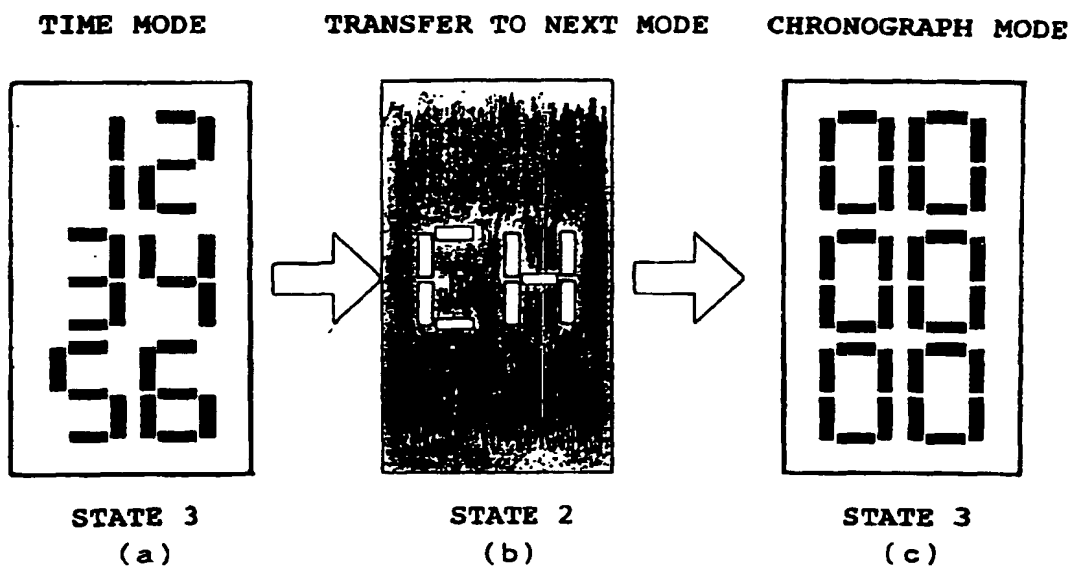 TIME MODE
TRANSFER TO NEXT MODE
CHRONOGRAPH MODE
12
34
56
CH
00
00
00
STATE 3
(a)
STATE 2
(b)
STATE 3
(c)